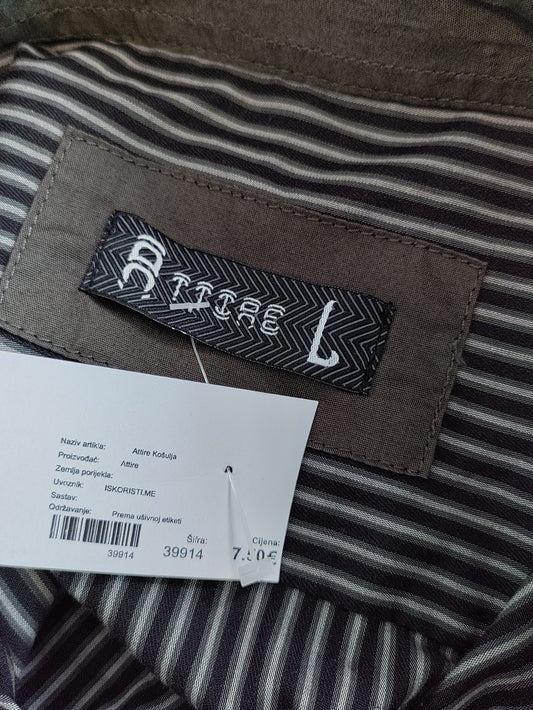 Attire L
Naziv artikla: Attire Košulja
Proizvođač: Attire
Zemlja porijekla:
Uvoznik: ISKORISTI.ME
Sastav:
Održavanje: Prema ušivnoj etiketi
Šifra: Cijena:
39914 39914 7.50€